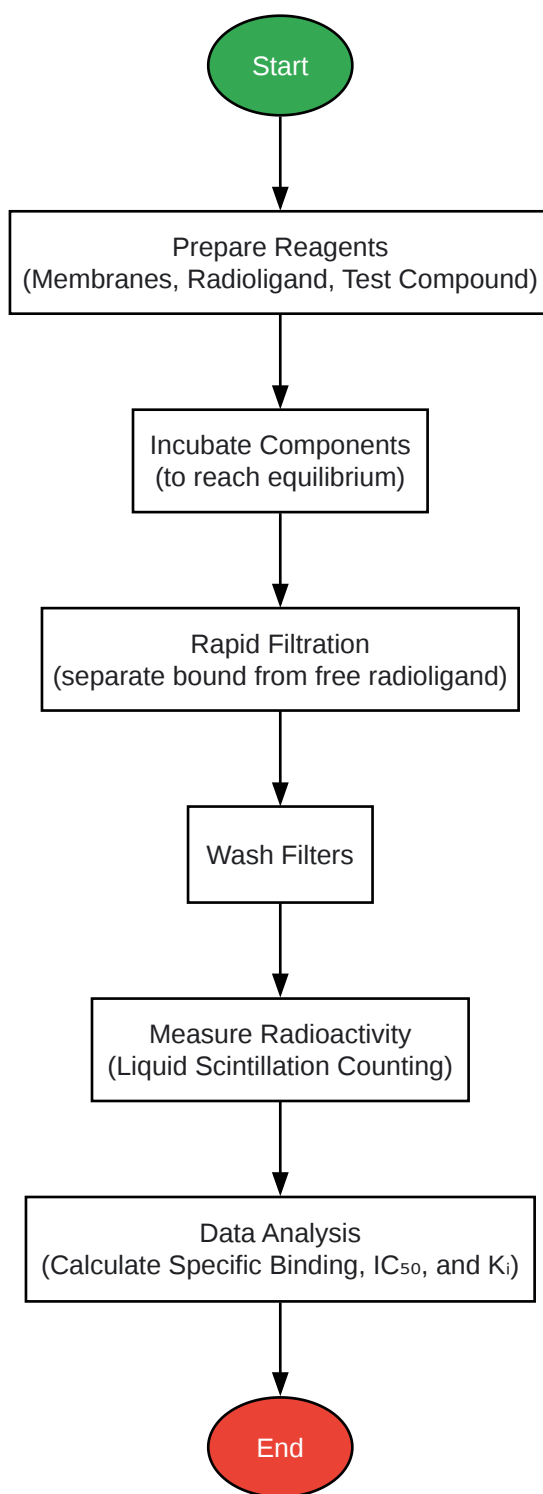 Start
Prepare Reagents
(Membranes, Radioligand, Test Compound)
Incubate Components
(to reach equilibrium)
Rapid Filtration
(separate bound from free radioligand)
Wash Filters
Measure Radioactivity
(Liquid Scintillation Counting)
Data Analysis
(Calculate Specific Binding, IC₅₀, and Kᵢ)
End